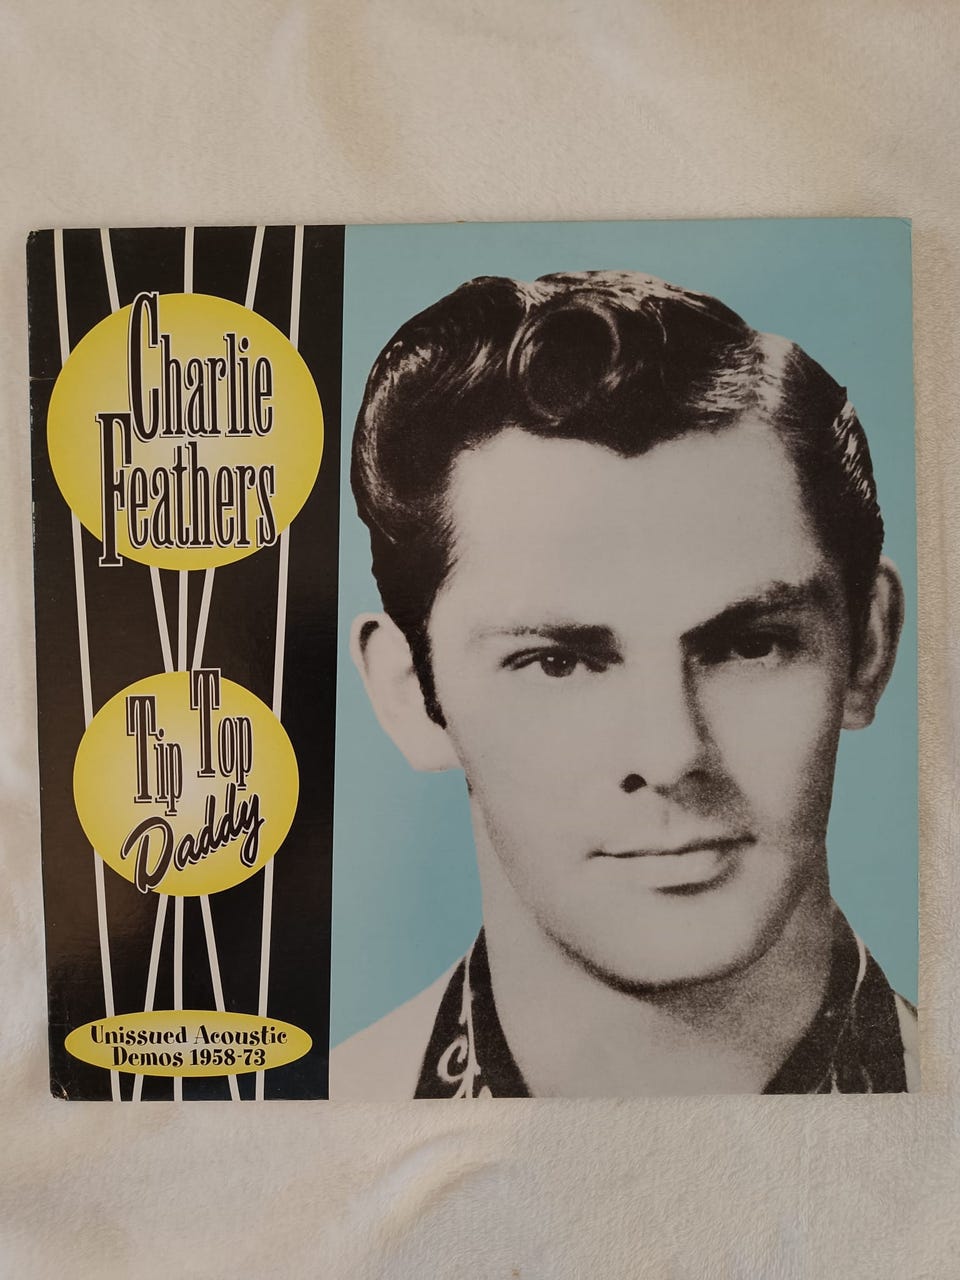 Charlie
Feathers
Tip Top
Daddy
Unissued Acoustic
Demos 1958-73